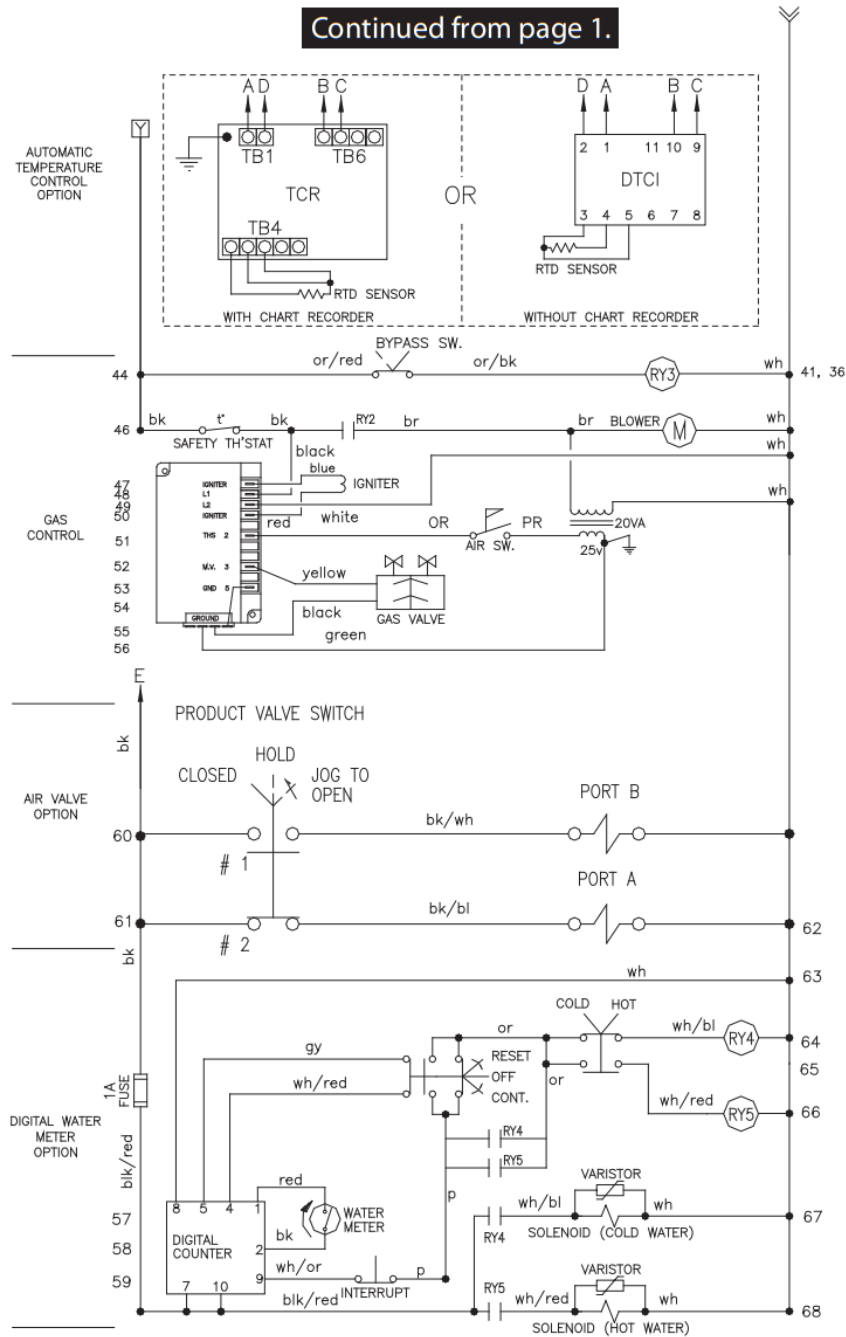 Continued from page 1.
A D
B C
D A
B C
Y
AUTOMATIC
TEMPERATURE
CONTROL
OPTION
TB1
TB6
TCR
TB4
RTD SENSOR
WITH CHART RECORDER
OR
2 1 11 10 9
DTCI
3 4 5 6 7 8
RTD SENSOR
WITHOUT CHART RECORDER
BYPASS SW.
44
or/red
or/bk
RY3
wh
41, 36
46
bk
t°
bk
RY2
br
br
BLOWER
M
wh
SAFETY TH'STAT
black
wh
GAS
CONTROL
47
48
49
50
51
52
53
54
55
56
IGNITER
L1
L2
IGNITER
THS 2
M.V. 3
GND 5
GROUND
blue
IGNITER
red
white
OR
AIR SW.
PR
wh
20VA
25v
yellow
black
GAS VALVE
green
E
bk
PRODUCT VALVE SWITCH
HOLD
CLOSED
JOG TO
OPEN
AIR VALVE
OPTION
60
# 1
bk/wh
PORT B
61
# 2
bk/bl
PORT A
62
bk
wh
63
COLD HOT
or
wh/bl
RY4
64
gy
RESET
OFF
CONT.
or
65
1A
FUSE
wh/red
wh/red
RY5
66
DIGITAL WATER
METER
OPTION
blk/red
RY4
RY5
p
57
58
59
8 5 4 1
DIGITAL
COUNTER
2
9
7 10
red
bk
WATER
METER
wh/or
INTERRUPT
p
blk/red
RY4
wh/bl
VARISTOR
wh
67
SOLENOID (COLD WATER)
RY5
wh/red
VARISTOR
wh
68
SOLENOID (HOT WATER)